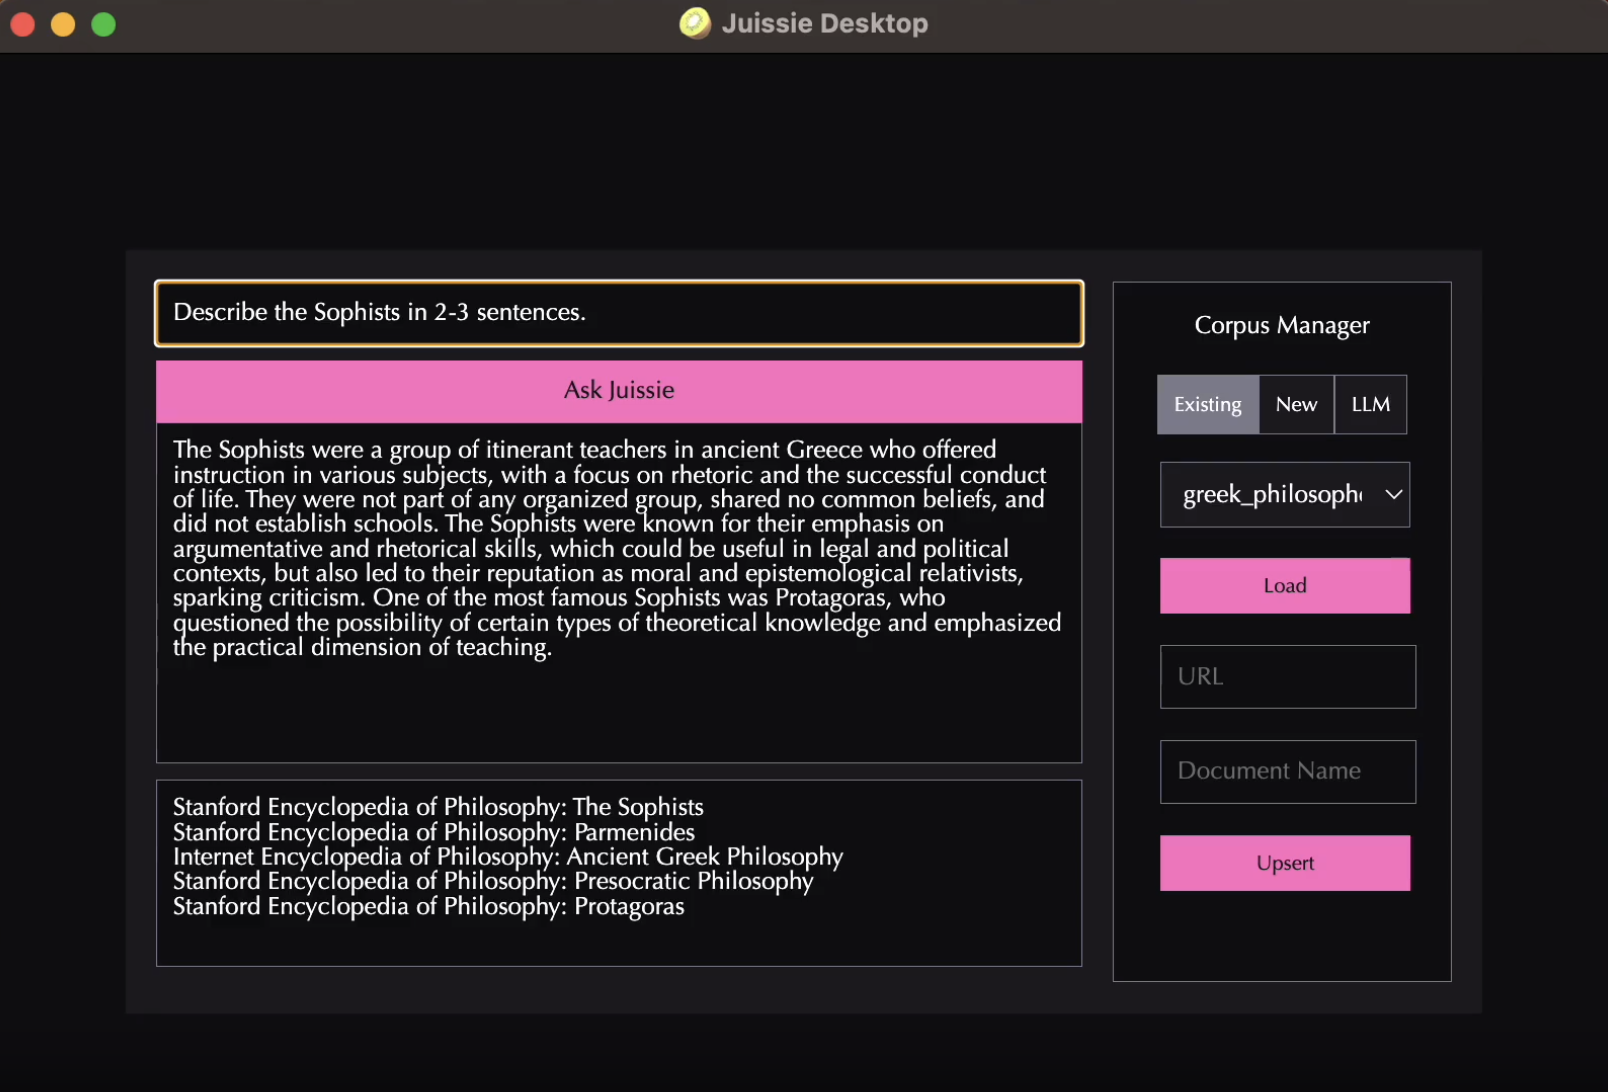 Juissie Desktop
Describe the Sophists in 2-3 sentences.
Ask Juissie
The Sophists were a group of itinerant teachers in ancient Greece who offered
instruction in various subjects, with a focus on rhetoric and the successful conduct
of life. They were not part of any organized group, shared no common beliefs, and
did not establish schools. The Sophists were known for their emphasis on
argumentative and rhetorical skills, which could be useful in legal and political
contexts, but also led to their reputation as moral and epistemological relativists,
sparking criticism. One of the most famous Sophists was Protagoras, who
questioned the possibility of certain types of theoretical knowledge and emphasized
the practical dimension of teaching.
Stanford Encyclopedia of Philosophy: The Sophists
Stanford Encyclopedia of Philosophy: Parmenides
Internet Encyclopedia of Philosophy: Ancient Greek Philosophy
Stanford Encyclopedia of Philosophy: Presocratic Philosophy
Stanford Encyclopedia of Philosophy: Protagoras
Corpus Manager
Existing New LLM
greek_philosoph
Load
URL
Document Name
Upsert